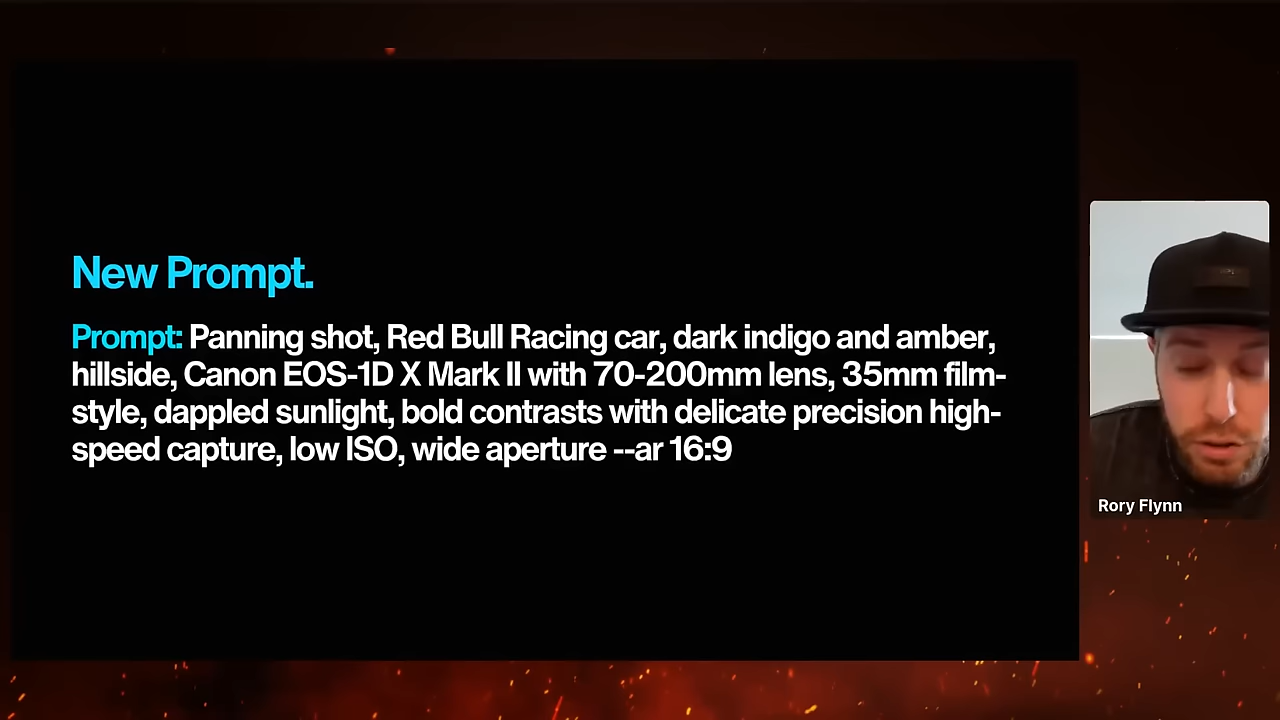 New Prompt.
Prompt: Panning shot, Red Bull Racing car, dark indigo and amber,
hillside, Canon EOS-1D X Mark II with 70-200mm lens, 35mm film-
style, dappled sunlight, bold contrasts with delicate precision high-
speed capture, low ISO, wide aperture --ar 16:9
Rory Flynn